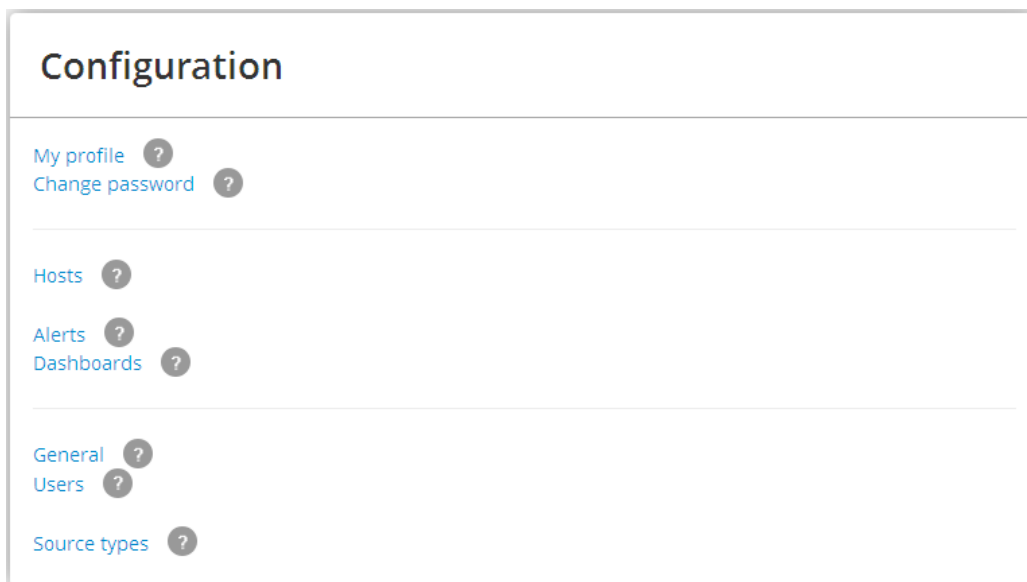 Configuration
My profile ?
Change password ?
Hosts ?
Alerts ?
Dashboards ?
General ?
Users ?
Source types ?